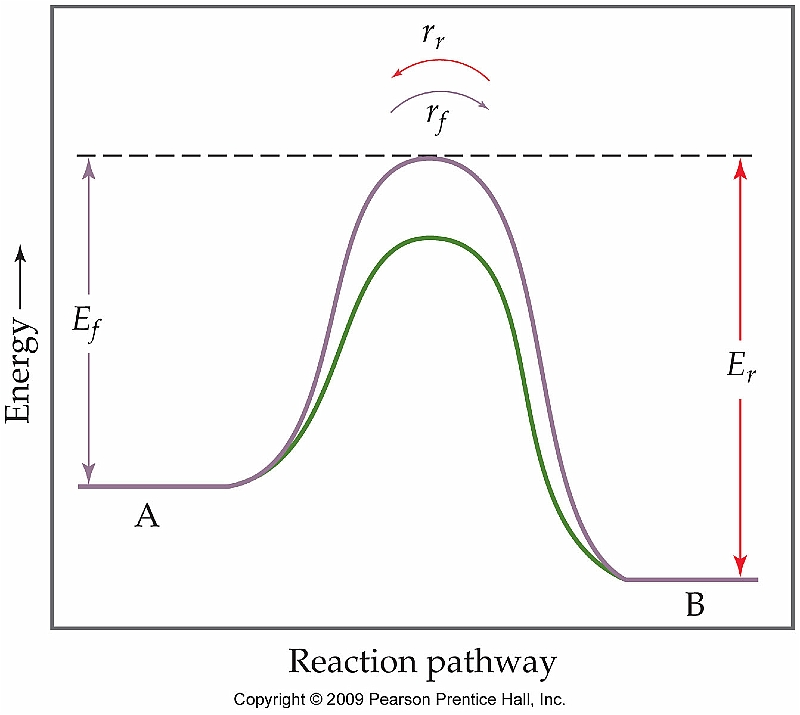 r_r
r_f
E_f
E_r
Energy →
A
B
Reaction pathway
Copyright © 2009 Pearson Prentice Hall, Inc.